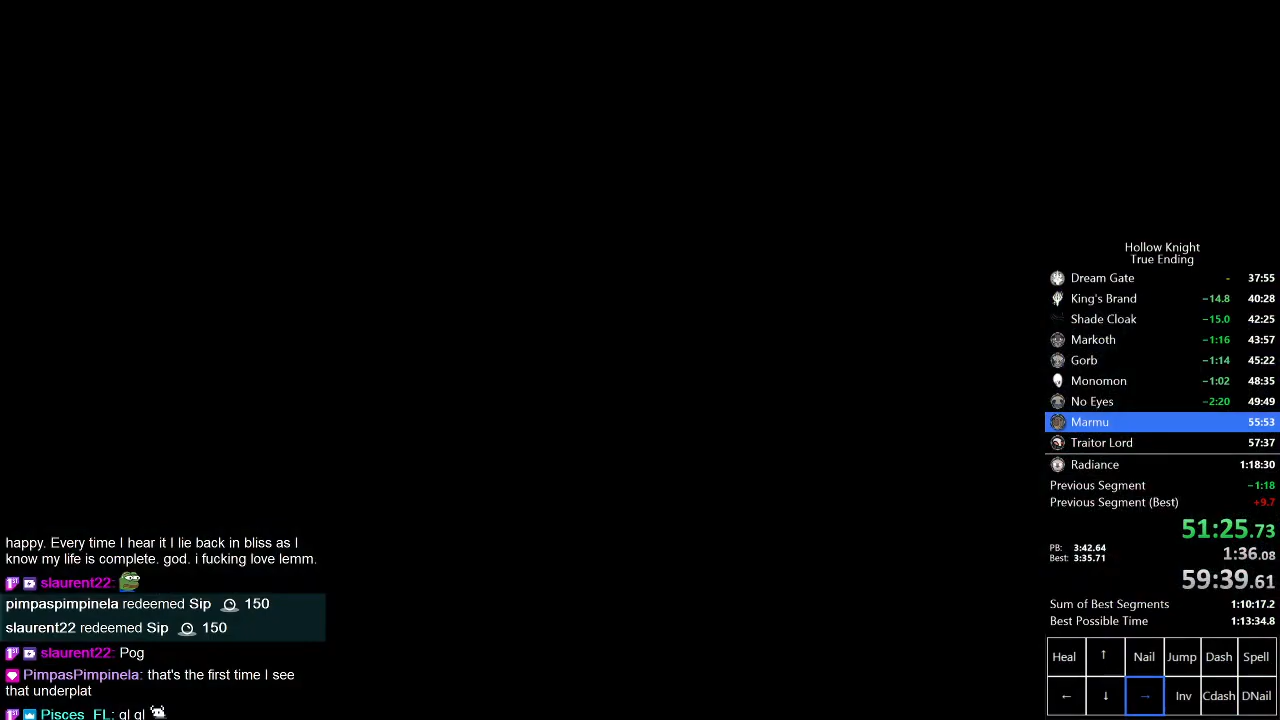 Hollow Knight
True Ending
Dream Gate - 37:55
King's Brand −14.8 40:28
Shade Cloak −15.0 42:25
Markoth −1:16 43:57
Gorb −1:14 45:22
Monomon −1:02 48:35
No Eyes −2:20 49:49
Marmu 55:53
Traitor Lord 57:37
Radiance 1:18:30
Previous Segment −1:18
Previous Segment (Best) +9.7
51:25.73
PB: 3:42.64
Best: 3:35.71
1:36.08
59:39.61
Sum of Best Segments 1:10:17.2
Best Possible Time 1:13:34.8
Heal ↑ Nail Jump Dash Spell
← ↓ → Inv Cdash DNail
happy. Every time I hear it I lie back in bliss as I
know my life is complete. god. i fucking love lemm.
slaurent22:
pimpaspimpinela redeemed Sip 150
slaurent22 redeemed Sip 150
slaurent22: Pog
PimpasPimpinela: that's the first time I see
that underplat
Pisces_FL: gl gl